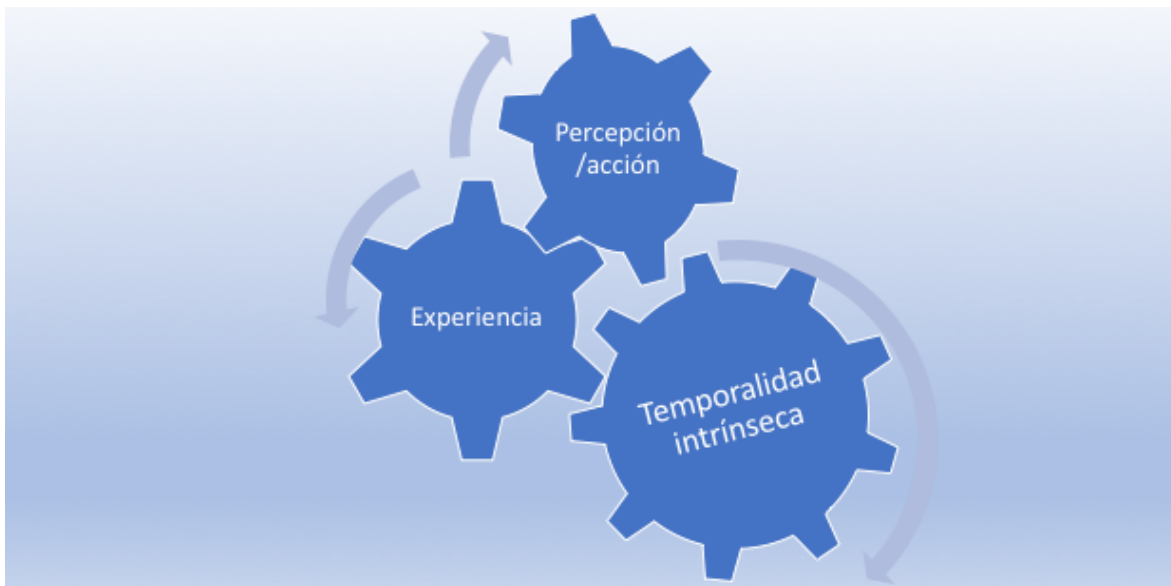 Percepción
/acción
Experiencia
Temporalidad
intrínseca